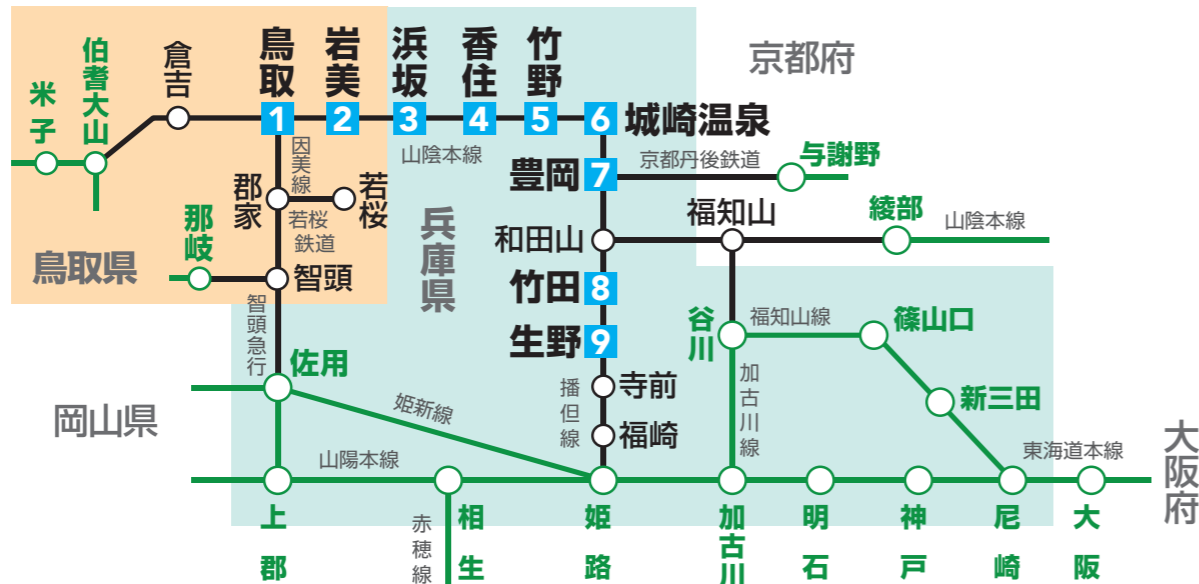 鳥取
岩美
浜坂
香住
竹野
京都府
倉吉
伯耆大山
米子
1
2
3
4
5
6
城崎温泉
山陰本線
因美線
豊岡
7
京都丹後鉄道
与謝野
郡家
若桜
若桜
鉄道
那岐
兵庫県
福知山
綾部
和田山
山陰本線
鳥取県
智頭
竹田
8
智頭急行
生野
9
谷川
福知山線
篠山口
佐用
寺前
加古川線
新三田
岡山県
姫新線
播但線
福崎
山陽本線
東海道本線
大阪府
上郡
赤穂線
相生
姫路
加古川
明石
神戸
尼崎
大阪